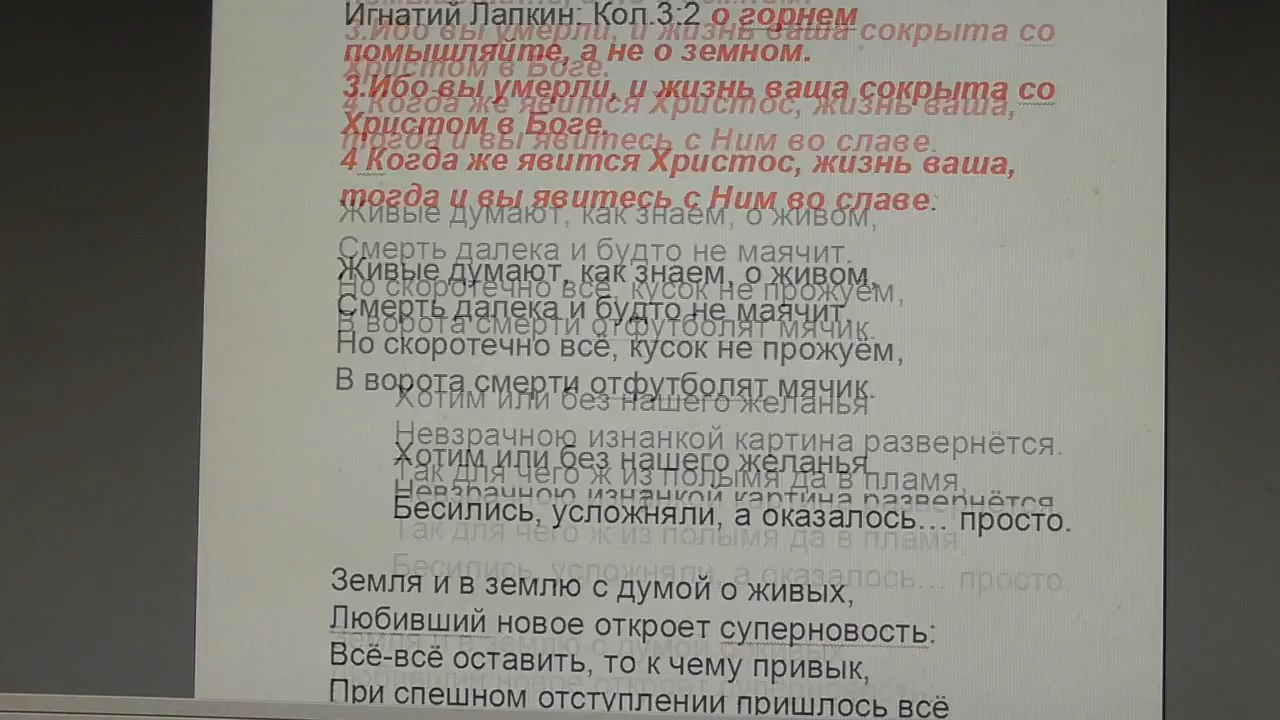 Игнатий Лапкин: Кол.3:2 о горнем
помышляйте, а не о земном.
3.Ибо вы умерли, и жизнь ваша сокрыта со
Христом в Боге.
4 Когда же явится Христос, жизнь ваша,
тогда и вы явитесь с Ним во славе.
Живые думают, как знаем, о живом,
Смерть далека и будто не маячит.
Но скоротечно всё, кусок не прожуём,
В ворота смерти отфутболят мячик.
Хотим или без нашего желанья
Невзрачною изнанкой картина развернётся.
Так для чего ж из полымя да в пламя,
Бесились, усложняли, а оказалось… просто.
Земля и в землю с думой о живых,
Любивший новое откроет суперновость:
Всё-всё оставить, то к чему привык,
При спешном отступлении пришлось всё